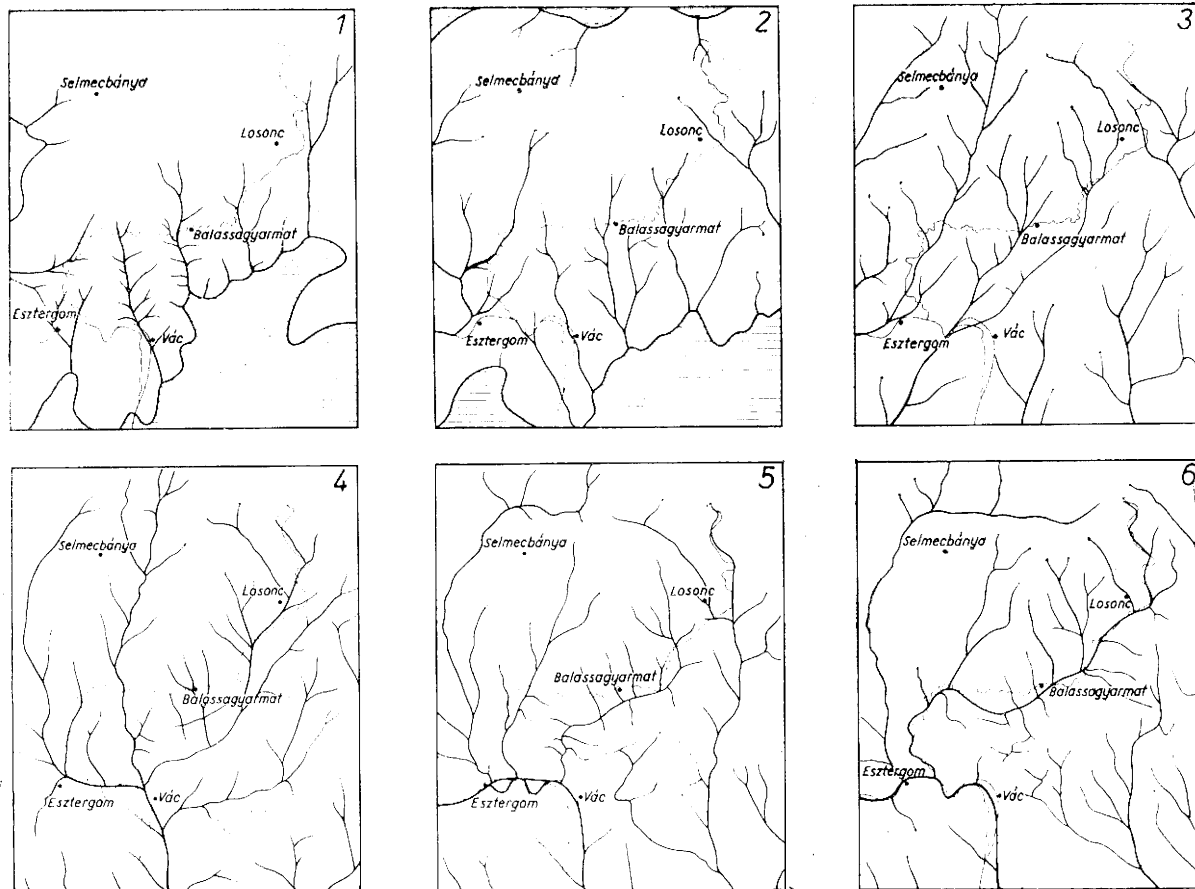 1
Selmecbánya
Losonc
Balassagyarmat
Esztergom
Vác
2
Selmecbánya
Losonc
Balassagyarmat
Esztergom
Vác
3
Selmecbánya
Losonc
Balassagyarmat
Esztergom
Vác
4
Selmecbánya
Losonc
Balassagyarmat
Esztergom
Vác
5
Selmecbánya
Losonc
Balassagyarmat
Esztergom
Vác
6
Selmecbánya
Losonc
Balassagyarmat
Esztergom
Vác